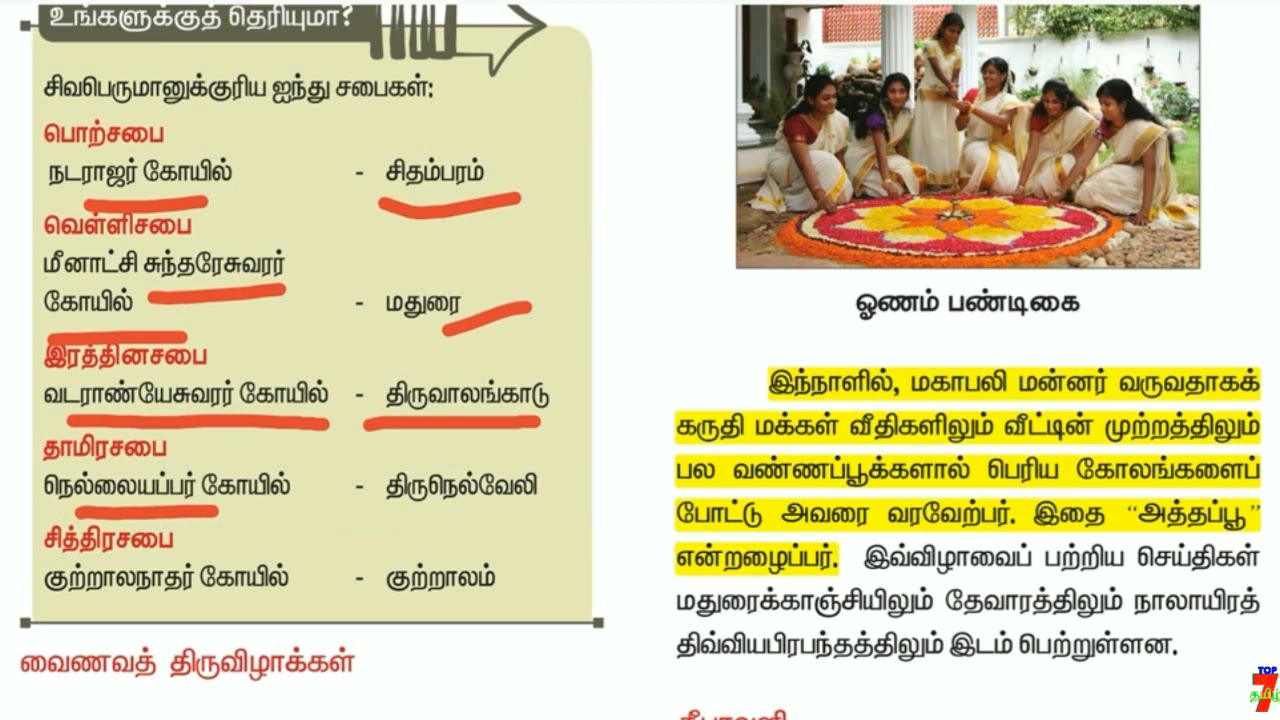 உங்களுக்குத் தெரியுமா?
சிவபெருமானுக்குரிய ஐந்து சபைகள்:
பொற்சபை
நடராஜர் கோயில் - சிதம்பரம்
வெள்ளிசபை
மீனாட்சி சுந்தரேசுவரர்
கோயில் - மதுரை
இரத்தினசபை
வடராண்யேசுவரர் கோயில் - திருவாலங்காடு
தாமிரசபை
நெல்லையப்பர் கோயில் - திருநெல்வேலி
சித்திரசபை
குற்றாலநாதர் கோயில் - குற்றாலம்
வைணவத் திருவிழாக்கள்
ஓணம் பண்டிகை
இந்நாளில், மகாபலி மன்னர் வருவதாகக்
கருதி மக்கள் வீதிகளிலும் வீட்டின் முற்றத்திலும்
பல வண்ணப்பூக்களால் பெரிய கோலங்களைப்
போட்டு அவரை வரவேற்பர். இதை “அத்தப்பூ”
என்றழைப்பர். இவ்விழாவைப் பற்றிய செய்திகள்
மதுரைக்காஞ்சியிலும் தேவாரத்திலும் நாலாயிரத்
திவ்வியபிரபந்தத்திலும் இடம் பெற்றுள்ளன.
TOP
7
தமிழ்